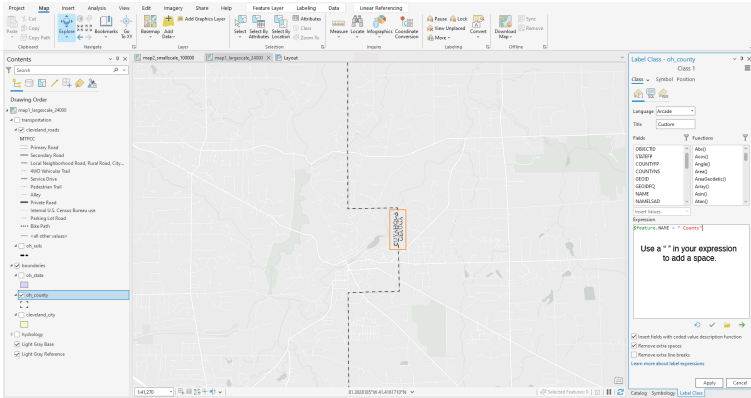 Project Map Insert Analysis View Edit Imagery Share Help Feature Layer Labeling Data Linear Referencing
Cut
Copy
Copy Path
Paste
Explore
Bookmarks
Go To XY
Basemap
Add Data
Add Graphics Layer
Select
Select By Attributes
Select By Location
Attributes
Clear
Zoom To
Measure
Locate
Infographics
Coordinate Conversion
Pause
Lock
View Unplaced
More
Convert
Download Map
Sync
Remove
Clipboard Navigate Layer Selection Inquiry Labeling Offline
Contents
Search
Drawing Order
map1_largescale_24000
transportation
cleveland_roads
MTFCC
Primary Road
Secondary Road
Local Neighborhood Road, Rural Road, City...
4WD Vehicular Trail
Service Drive
Pedestrian Trail
Alley
Private Road
Internal U.S. Census Bureau use
Parking Lot Road
Bike Path
<all other values>
oh_rails
boundaries
oh_state
oh_county
cleveland_city
hydrology
Light Gray Base
Light Gray Reference
map2_smallscale_100000 map1_largescale_24000 Layout
CUYAHOGA
GEAUGA
1:41,270
81.3928185°W 41.4183710°N
Selected Features: 0
Label Class - oh_county
Class 1
Class Symbol Position
Language Arcade
Title Custom
Fields Functions
OBJECTID
STATEFP
COUNTYFP
COUNTYNS
GEOID
GEOIDFQ
NAME
NAMELSAD
Abs()
Acos()
Angle()
Area()
AreaGeodetic()
Array()
Asin()
Atan()
Insert Values
Expression
$feature.NAME + " County"
Use a " " in your expression
to add a space.
Insert fields with coded value description function
Remove extra spaces
Remove extra line breaks
Learn more about label expressions
Apply Cancel
Catalog Symbology Label Class